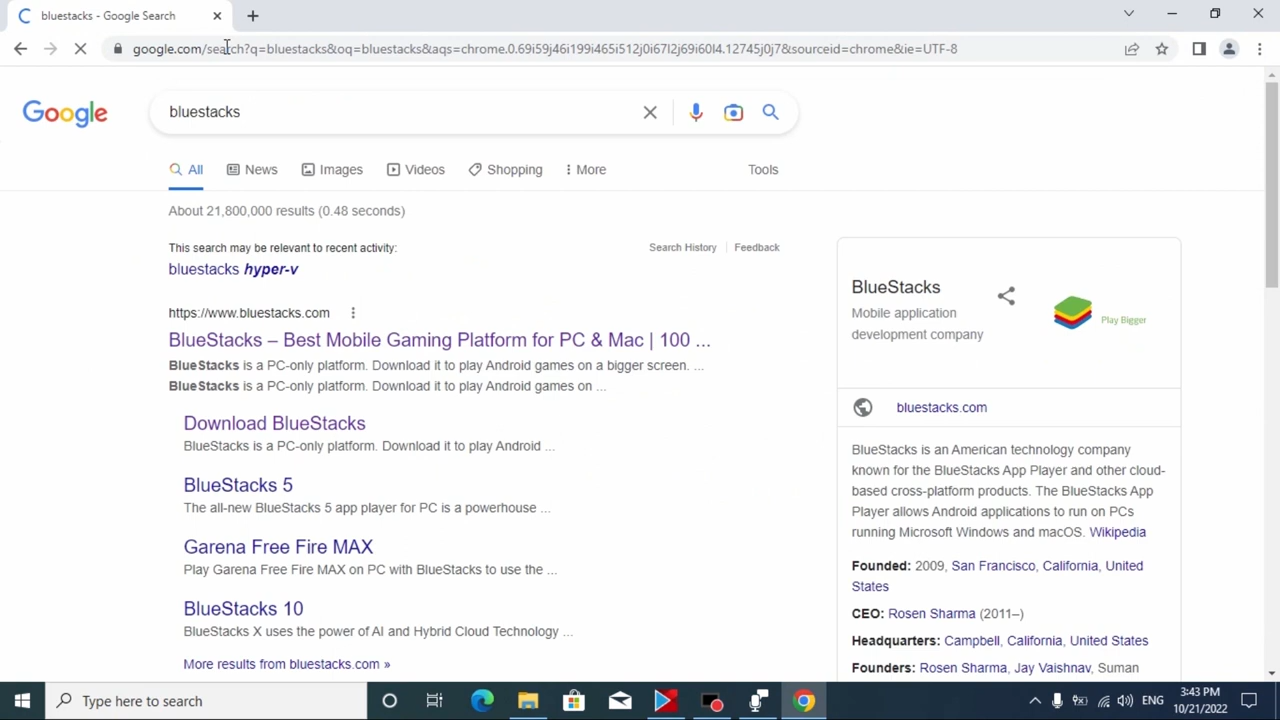 bluestacks - Google Search
google.com/search?q=bluestacks&oq=bluestacks&aqs=chrome.0.69i59j46i199i465i512j0i67l2j69i60l4.12745j0j7&sourceid=chrome&ie=UTF-8
Google
bluestacks
All
News
Images
Videos
Shopping
More
Tools
About 21,800,000 results (0.48 seconds)
This search may be relevant to recent activity:
Search History
Feedback
bluestacks hyper-v
https://www.bluestacks.com
BlueStacks – Best Mobile Gaming Platform for PC & Mac | 100 ...
BlueStacks is a PC-only platform. Download it to play Android games on a bigger screen. ...
BlueStacks is a PC-only platform. Download it to play Android games on ...
Download BlueStacks
BlueStacks is a PC-only platform. Download it to play Android ...
BlueStacks 5
The all-new BlueStacks 5 app player for PC is a powerhouse ...
Garena Free Fire MAX
Play Garena Free Fire MAX on PC with BlueStacks to use the ...
BlueStacks 10
BlueStacks X uses the power of AI and Hybrid Cloud Technology ...
More results from bluestacks.com »
BlueStacks
Mobile application
development company
Play Bigger
bluestacks.com
BlueStacks is an American technology company
known for the BlueStacks App Player and other cloud-
based cross-platform products. The BlueStacks App
Player allows Android applications to run on PCs
running Microsoft Windows and macOS. Wikipedia
Founded: 2009, San Francisco, California, United
States
CEO: Rosen Sharma (2011–)
Headquarters: Campbell, California, United States
Founders: Rosen Sharma, Jay Vaishnav, Suman
Type here to search
ENG
3:43 PM
10/21/2022